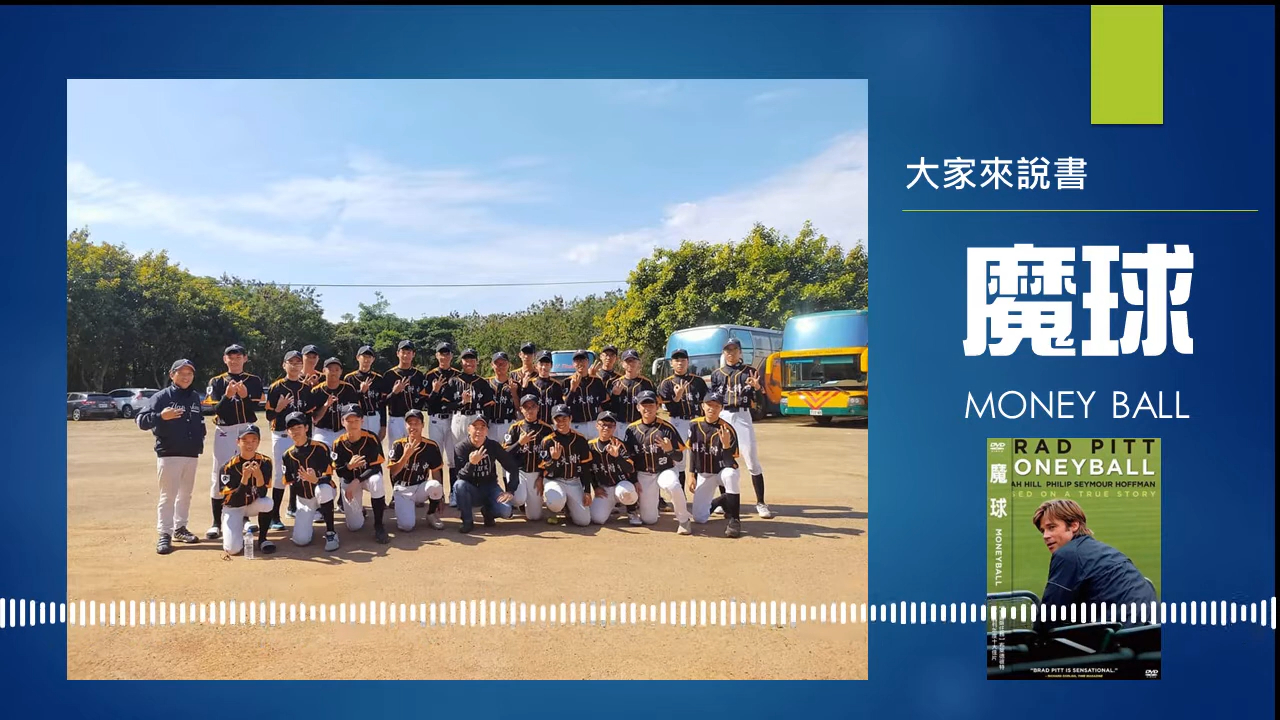 大家來說書
魔球
MONEY BALL
RAD PITT
ONEYBALL
AH HILL PHILIP SEYMOUR HOFFMAN
SED ON A TRUE STORY
魔球
MONEYBALL
"BRAD PITT IS SENSATIONAL."